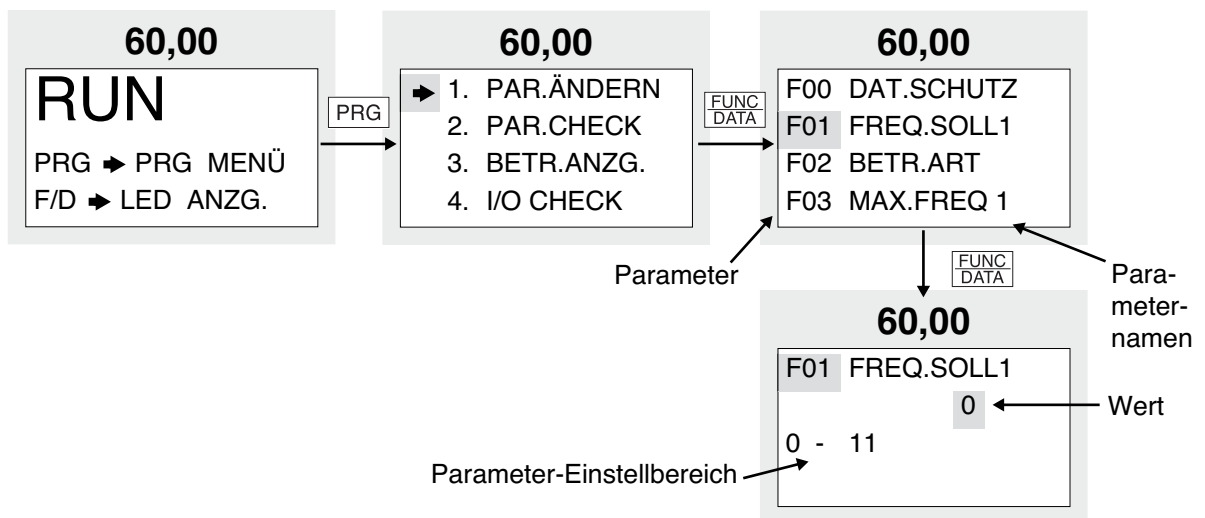 60,00
RUN
PRG ➔ PRG MENÜ
F/D ➔ LED ANZG.
PRG
60,00
➔ 1. PAR.ÄNDERN
2. PAR.CHECK
3. BETR.ANZG.
4. I/O CHECK
FUNC
DATA
60,00
F00 DAT.SCHUTZ
F01 FREQ.SOLL1
F02 BETR.ART
F03 MAX.FREQ 1
Parameter
FUNC
DATA
Para-
meter-
namen
60,00
F01 FREQ.SOLL1
0
Wert
0 - 11
Parameter-Einstellbereich